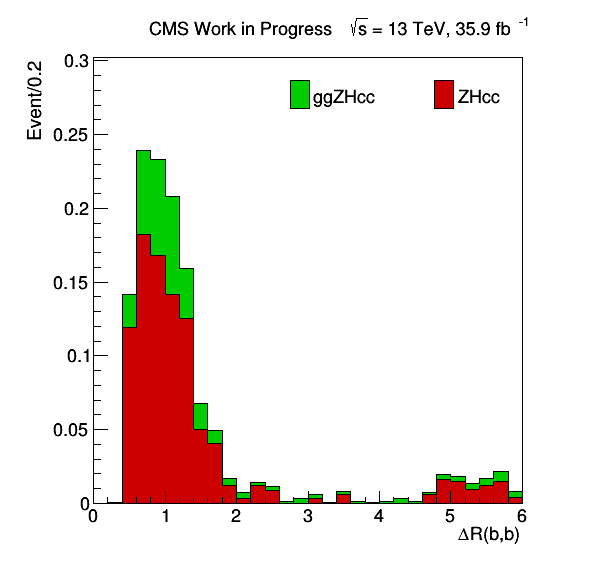 CMS Work in Progress √s = 13 TeV, 35.9 fb -1
Event/0.2
ggZHcc ZHcc
0.3
0.25
0.2
0.15
0.1
0.05
0
0 1 2 3 4 5 6
ΔR(b,b)